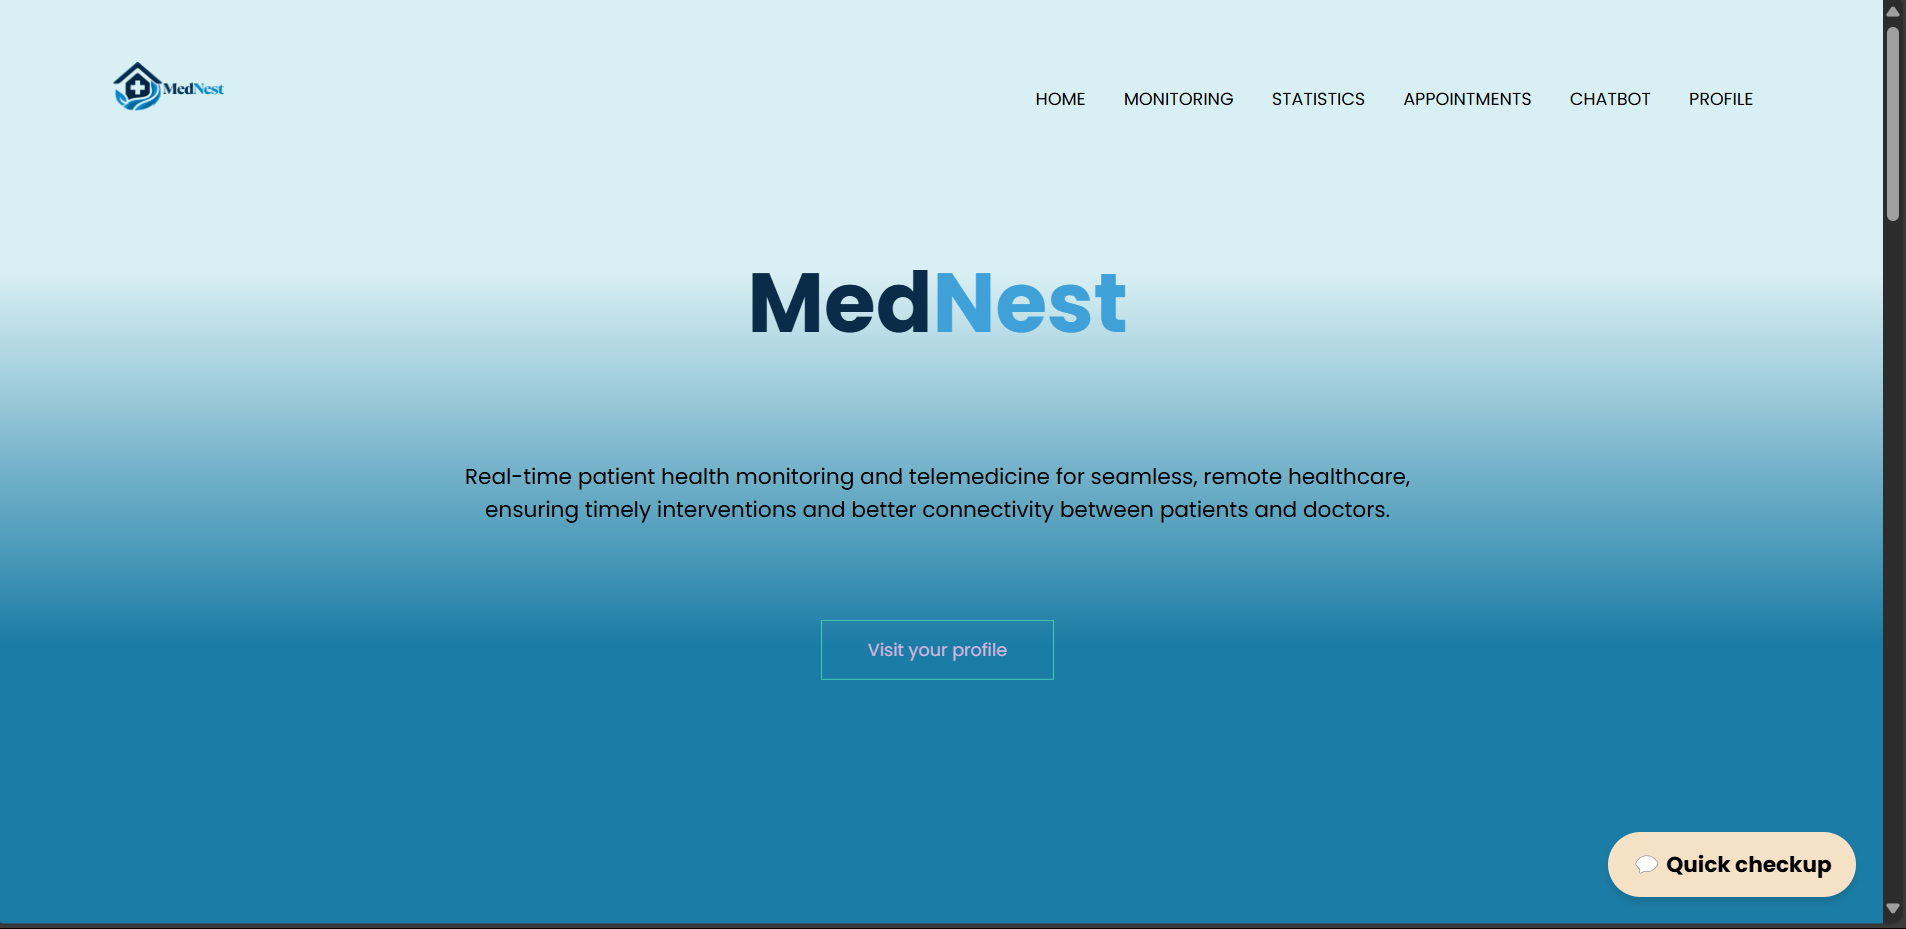 MedNest
HOME MONITORING STATISTICS APPOINTMENTS CHATBOT PROFILE
MedNest
Real-time patient health monitoring and telemedicine for seamless, remote healthcare,
ensuring timely interventions and better connectivity between patients and doctors.
Visit your profile
Quick checkup